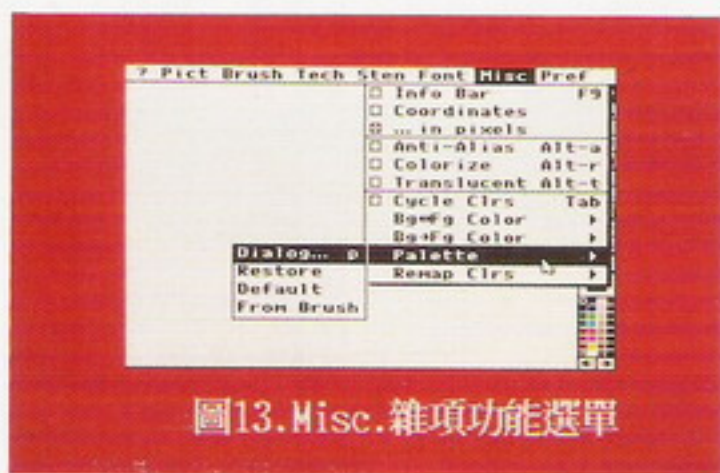 ? Pict Brush Tech Sten Font Misc Pref
Info Bar F9
Coordinates
... in pixels
Anti-Alias Alt-a
Colorize Alt-r
Translucent Alt-t
Cycle Clrs Tab
Bg↔Fg Color
Bg→Fg Color
Palette
Remap Clrs
Dialog... p
Restore
Default
From Brush
圖13.Misc.雜項功能選單